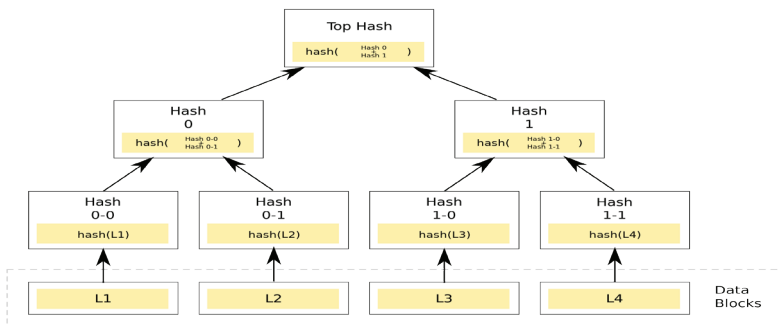 Top Hash
hash( Hash 0 + Hash 1 )
Hash
0
hash( Hash 0-0 + Hash 0-1 )
Hash
1
hash( Hash 1-0 + Hash 1-1 )
Hash
0-0
hash(L1)
Hash
0-1
hash(L2)
Hash
1-0
hash(L3)
Hash
1-1
hash(L4)
L1
L2
L3
L4
Data
Blocks